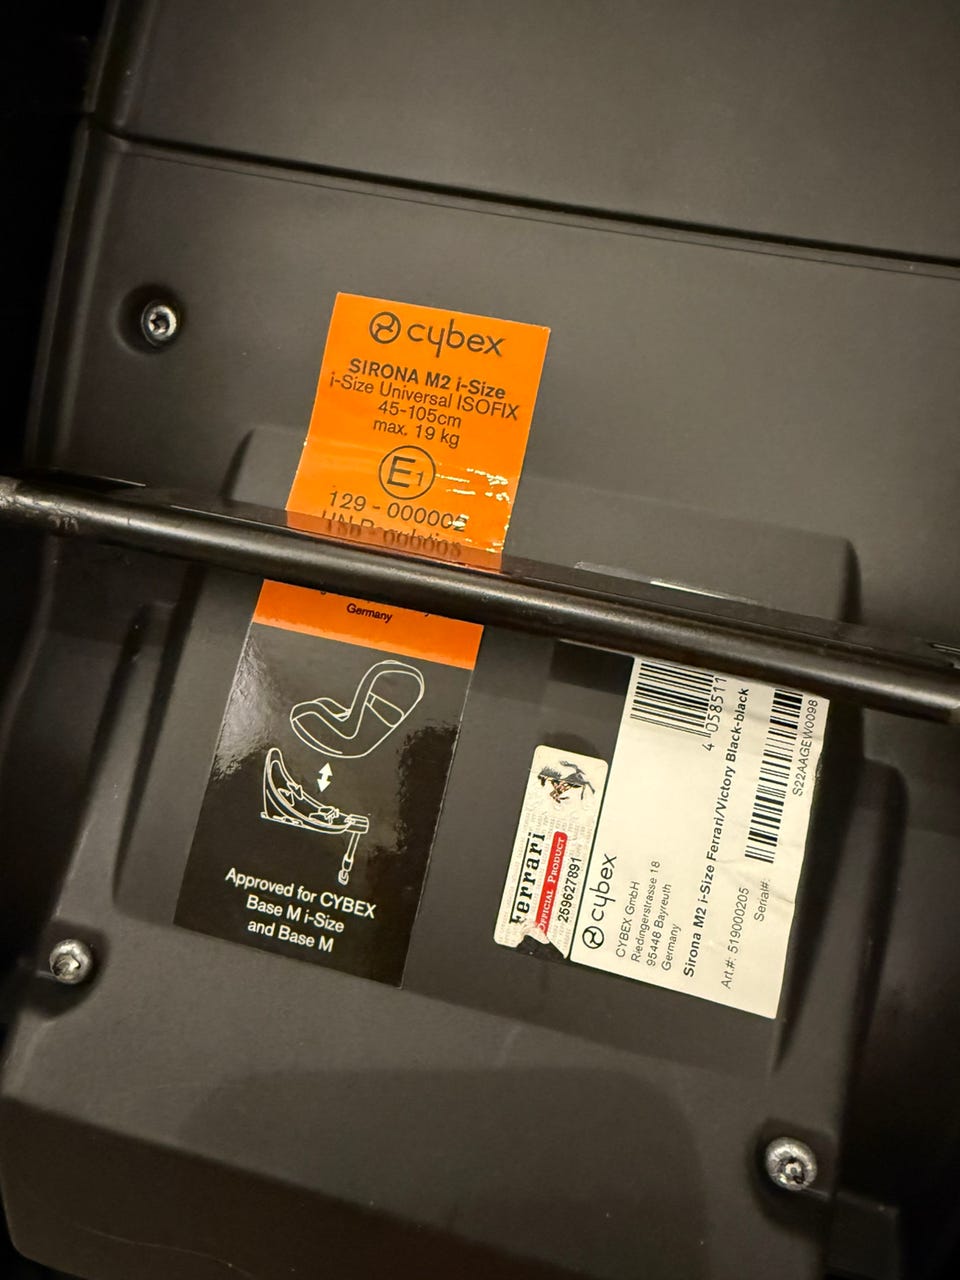 cybex
SIRONA M2 i-Size
i-Size Universal ISOFIX
45-105cm
max. 19 kg
E1
129 - 000002
Germany
Approved for CYBEX
Base M i-Size
and Base M
Ferrari
OFFICIAL PRODUCT
259627891
cybex
CYBEX GmbH
Riedingerstrasse 18
95448 Bayreuth
Germany
Sirona M2 i-Size Ferrari/Victory Black-black
Art.#: 519000205
Serial#:
4 058511
S22AAGEW0098